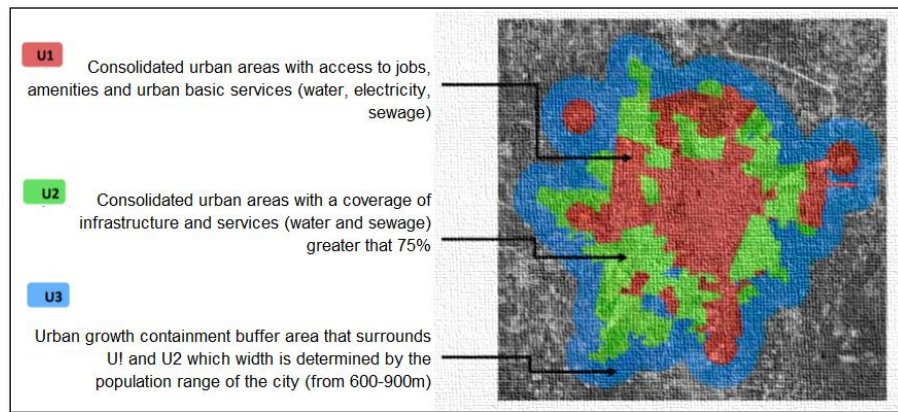 U1
Consolidated urban areas with access to jobs,
amenities and urban basic services (water, electricity,
sewage)
U2
Consolidated urban areas with a coverage of
infrastructure and services (water and sewage)
greater that 75%
U3
Urban growth containment buffer area that surrounds
U! and U2 which width is determined by the
population range of the city (from 600-900m)